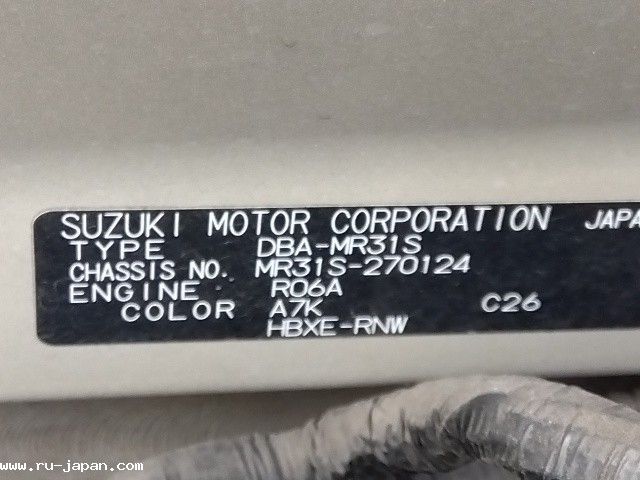 SUZUKI MOTOR CORPORATION JAPA
TYPE DBA-MR31S
CHASSIS NO. MR31S-270124
ENGINE R06A
COLOR A7K C26
HBXE-RNW
www.ru-japan.com